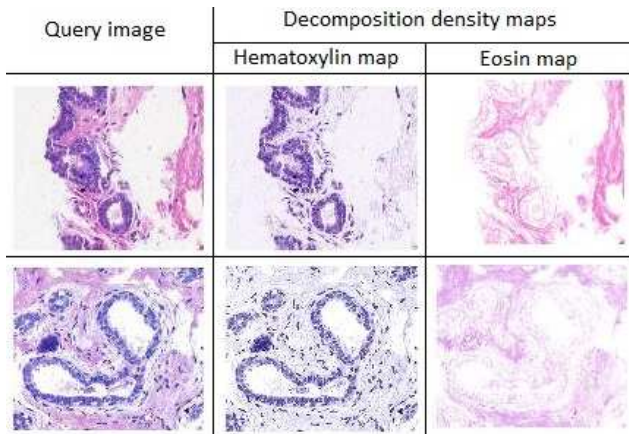 Query image
Decomposition density maps
Hematoxylin map
Eosin map